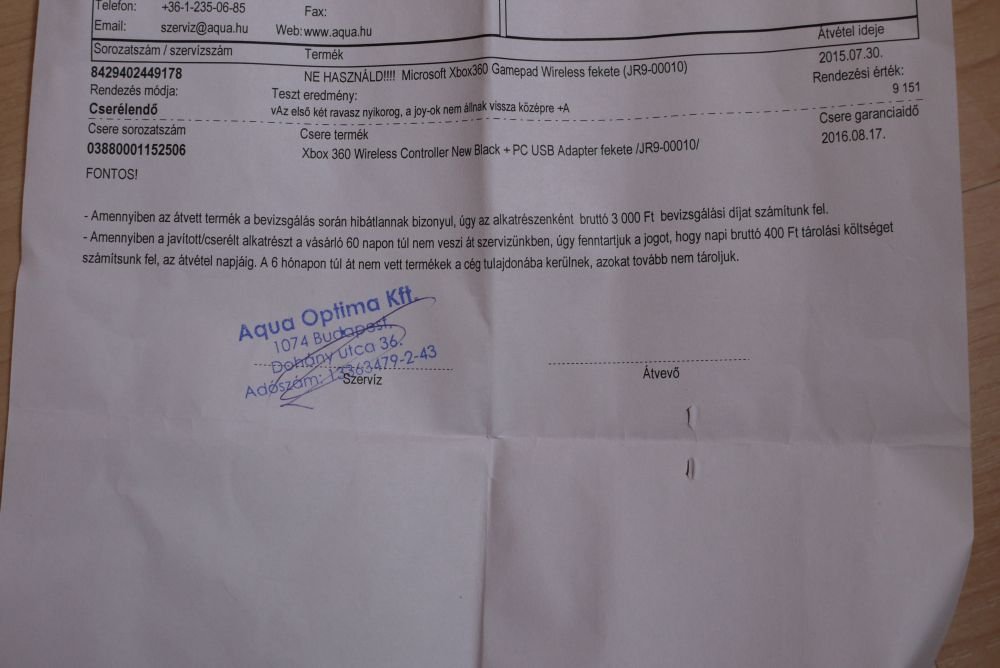 Telefon: +36-1-235-06-85 Fax:
Email: szerviz@aqua.hu Web: www.aqua.hu
Sorozatszám / szervízszám Termék Átvétel ideje
8429402449178 NE HASZNÁLD!!!! Microsoft Xbox360 Gamepad Wireless fekete (JR9-00010) 2015.07.30.
Rendezés módja: Teszt eredmény: Rendezési érték:
Cserélendő vAz első két ravasz nyikorog, a joy-ok nem állnak vissza középre +A 9 151
Csere sorozatszám Csere termék Csere garanciaidő
03880001152506 Xbox 360 Wireless Controller New Black + PC USB Adapter fekete /JR9-00010/ 2016.08.17.
FONTOS!
- Amennyiben az átvett termék a bevizsgálás során hibátlannak bizonyul, úgy az alkatrészenként bruttó 3 000 Ft bevizsgálási díjat számítunk fel.
- Amennyiben a javított/cserélt alkatrészt a vásárló 60 napon túl nem veszi át szervizünkben, úgy fenntartjuk a jogot, hogy napi bruttó 400 Ft tárolási költséget
számítsunk fel, az átvétel napjáig. A 6 hónapon túl át nem vett termékek a cég tulajdonába kerülnek, azokat tovább nem tároljuk.
Aqua Optima Kft.
1074 Budapest,
Dohány utca 36.
Adószám: 13363479-2-43
Szervíz Átvevő